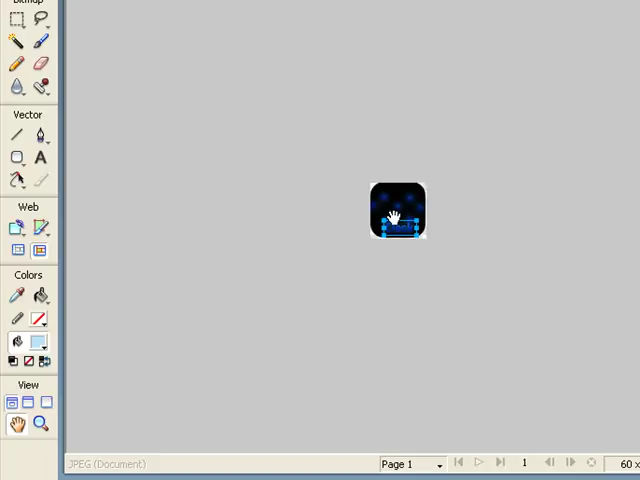 Bitmap
Vector
A
Web
Colors
View
JPEG (Document)
Page 1
1
60 x